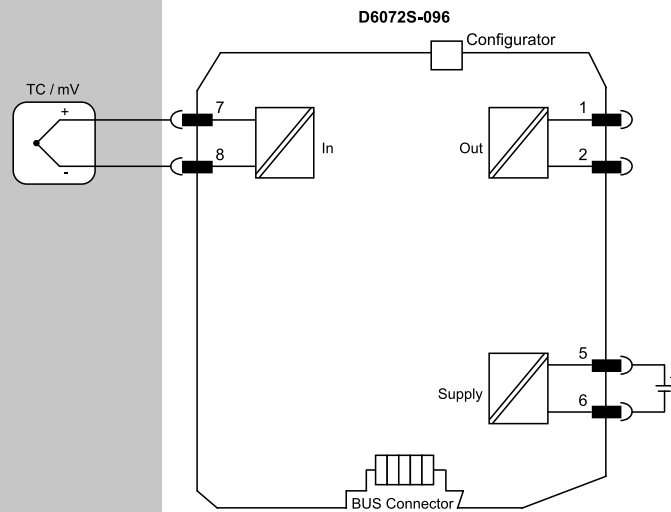 D6072S-096
Configurator
TC / mV
+
7
1
In
Out
8
2
-
5
+
Supply
6
BUS Connector